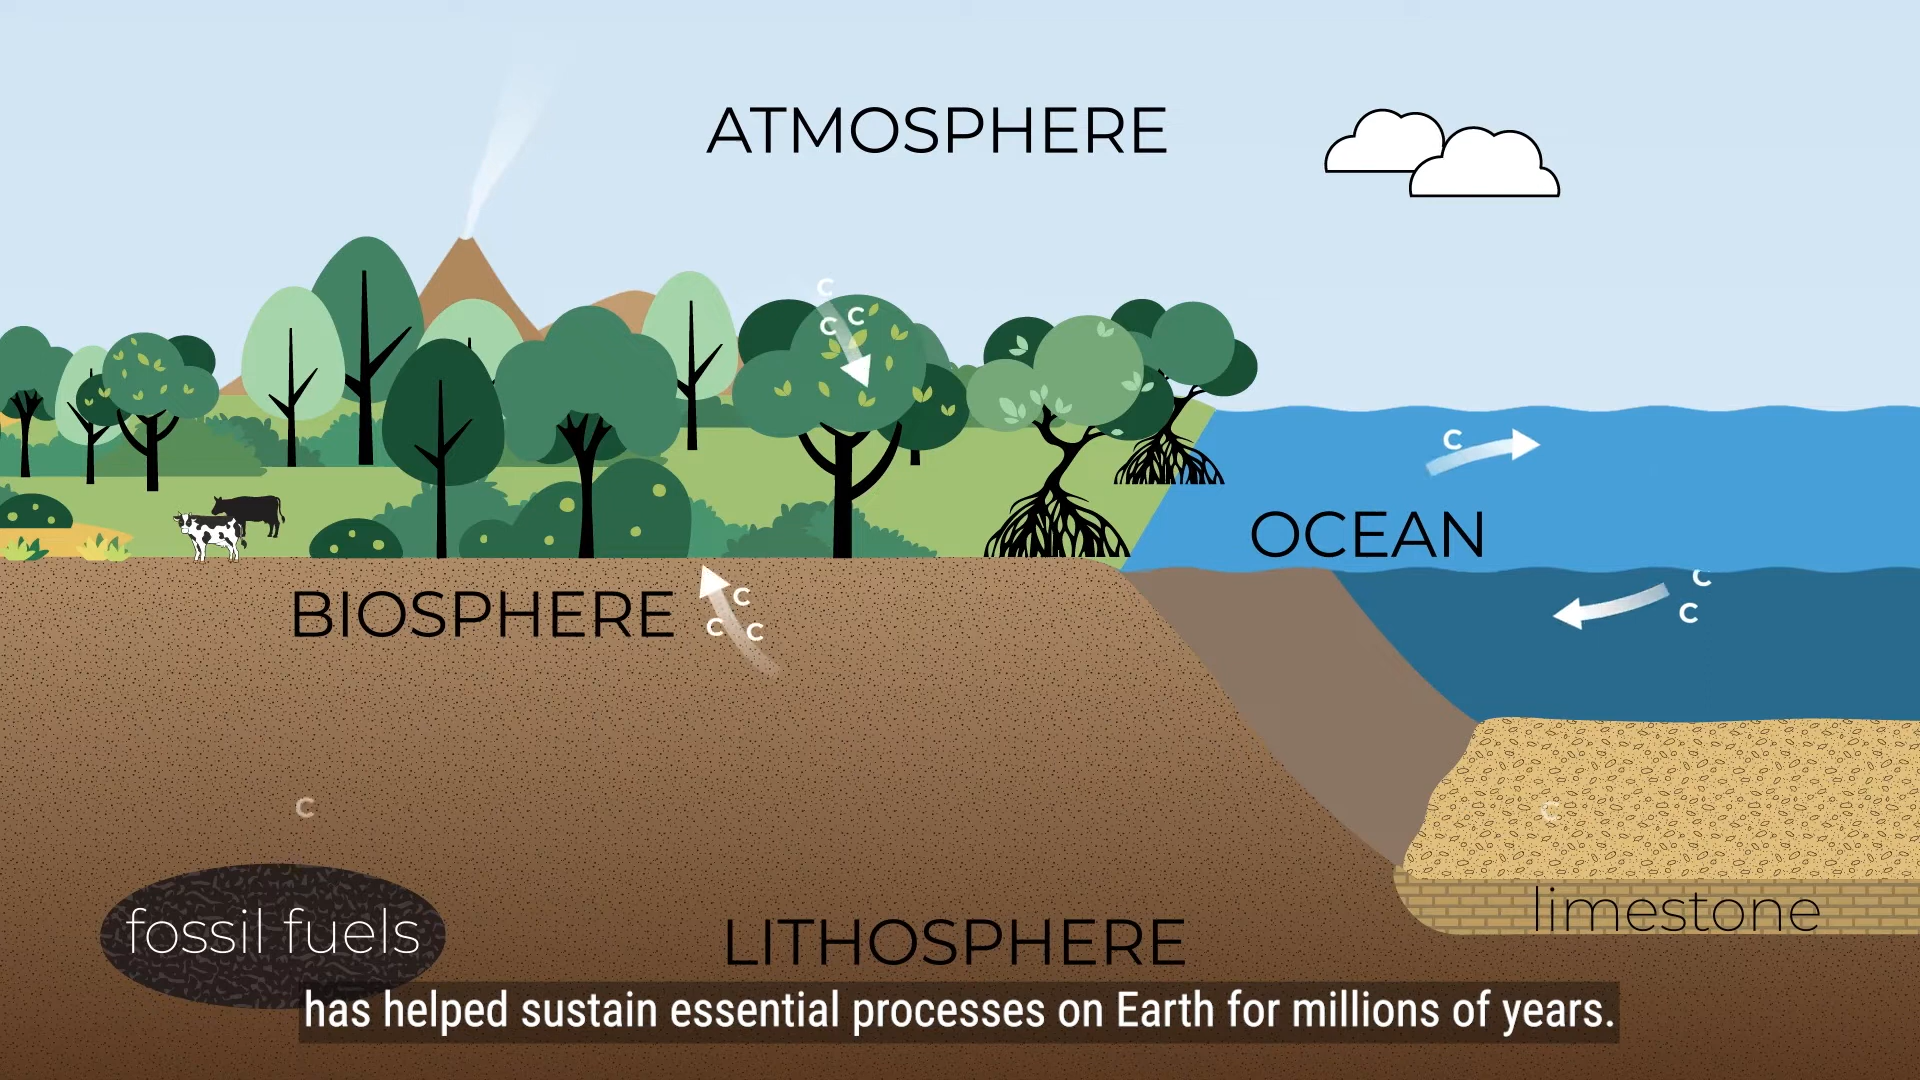 ATMOSPHERE
C
C
C
C
OCEAN
C
BIOSPHERE
C
C
C
C
C
C
fossil fuels
limestone
LITHOSPHERE
has helped sustain essential processes on Earth for millions of years.